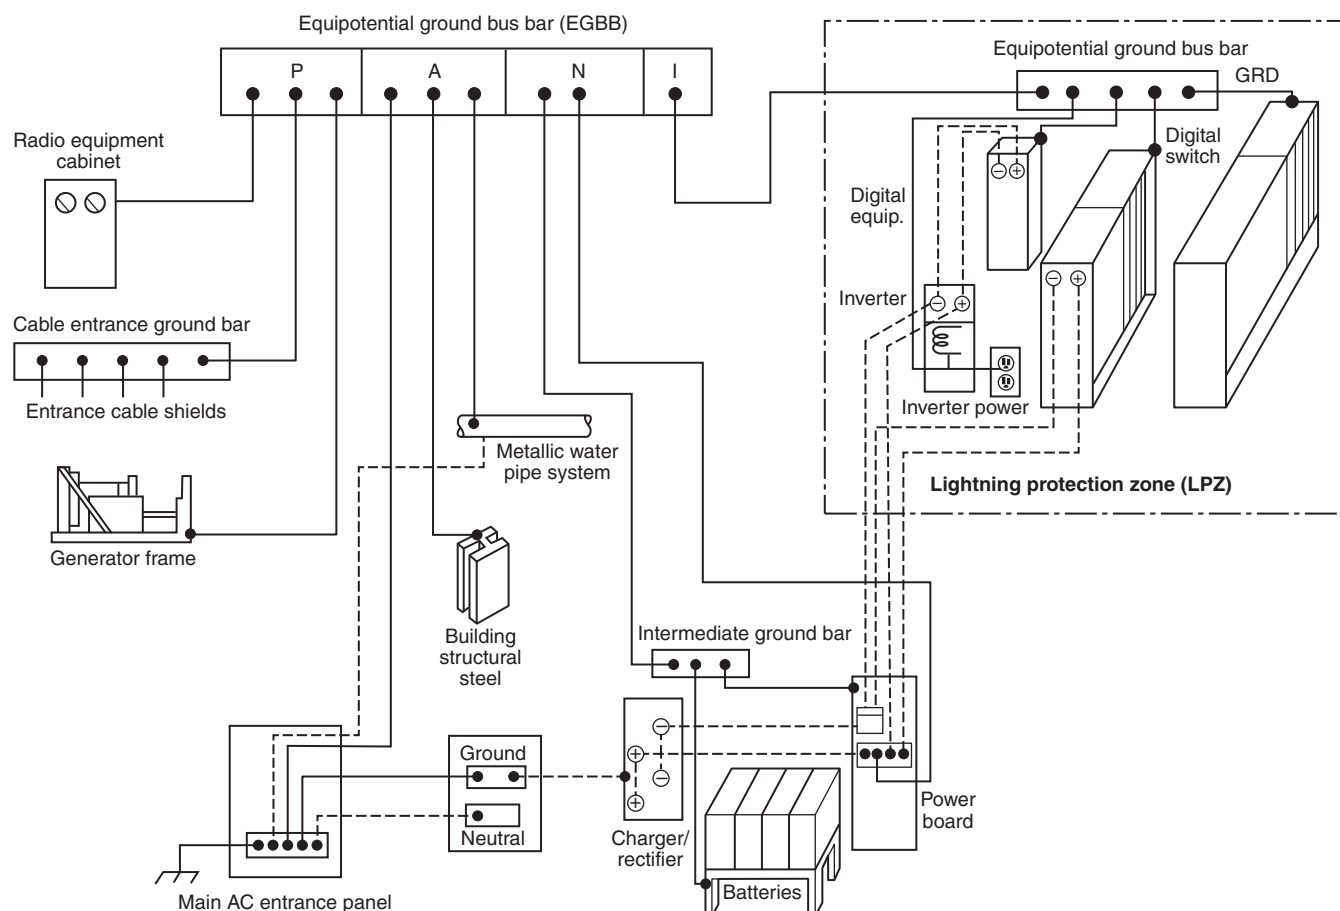 Equipotential ground bus bar (EGBB)
P
A
N
I
Equipotential ground bus bar
GRD
Radio equipment
cabinet
Digital
switch
Digital
equip.
Inverter
Inverter power
Cable entrance ground bar
Entrance cable shields
Metallic water
pipe system
Lightning protection zone (LPZ)
Generator frame
Building
structural
steel
Intermediate ground bar
Ground
Neutral
Charger/
rectifier
Power
board
Batteries
Main AC entrance panel